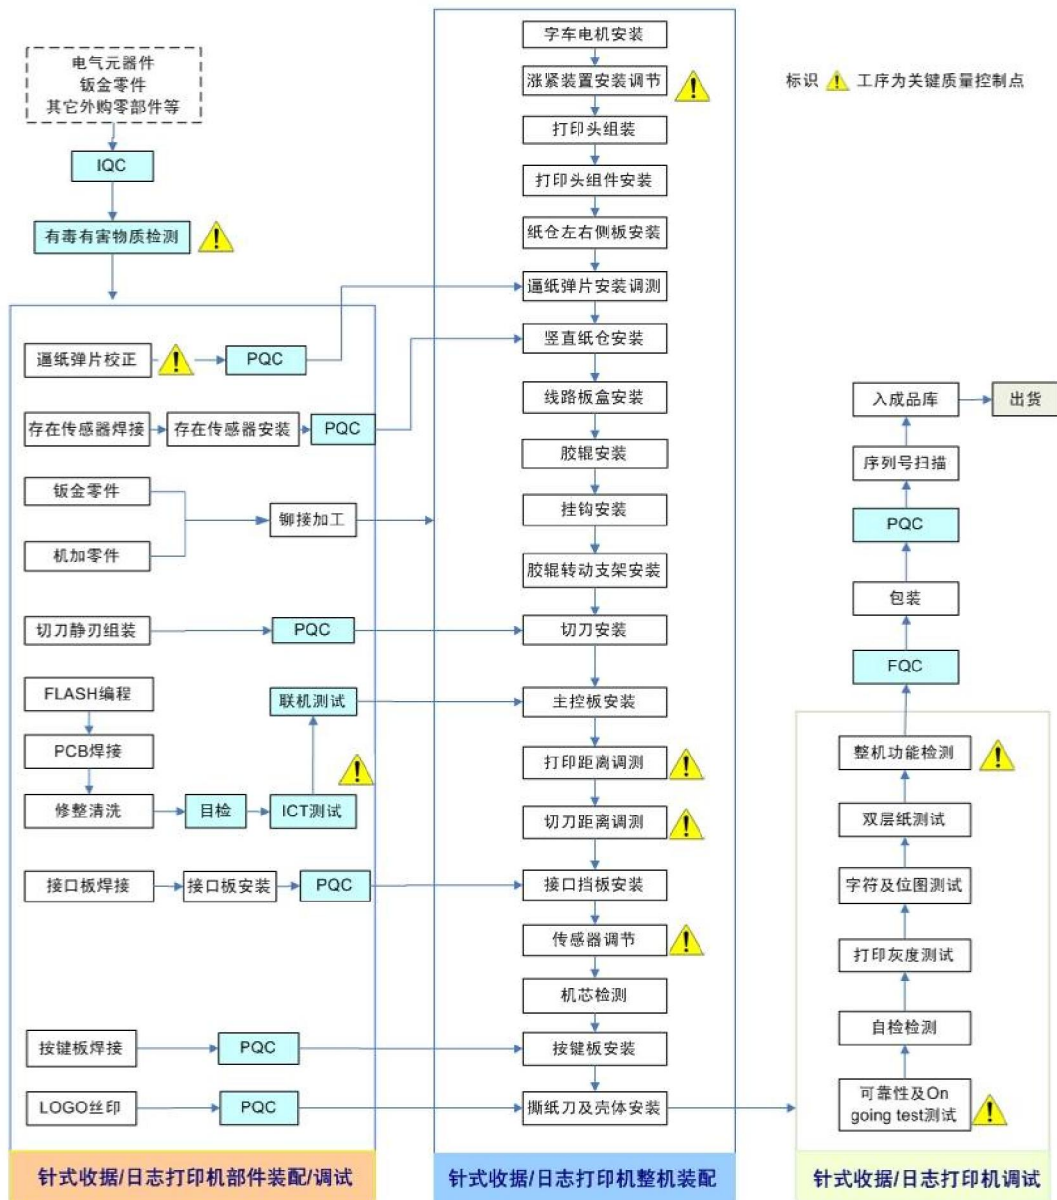 电气元器件
钣金零件
其它外购零部件等
IQC
有毒有害物质检测
逼纸弹片校正
PQC
存在传感器焊接
存在传感器安装
PQC
钣金零件
机加零件
铆接加工
切刀静刃组装
PQC
FLASH编程
PCB焊接
修整清洗
目检
ICT测试
联机测试
接口板焊接
接口板安装
PQC
按键板焊接
PQC
LOGO丝印
PQC
针式收据/日志打印机部件装配/调试
字车电机安装
涨紧装置安装调节
打印头组装
打印头组件安装
纸仓左右侧板安装
逼纸弹片安装调测
竖直纸仓安装
线路板盒安装
胶辊安装
挂钩安装
胶辊转动支架安装
切刀安装
主控板安装
打印距离调测
切刀距离调测
接口挡板安装
传感器调节
机芯检测
按键板安装
撕纸刀及壳体安装
针式收据/日志打印机整机装配
标识 工序为关键质量控制点
入成品库
出货
序列号扫描
PQC
包装
FQC
整机功能检测
双层纸测试
字符及位图测试
打印灰度测试
自检检测
可靠性及On
going test测试
针式收据/日志打印机调试